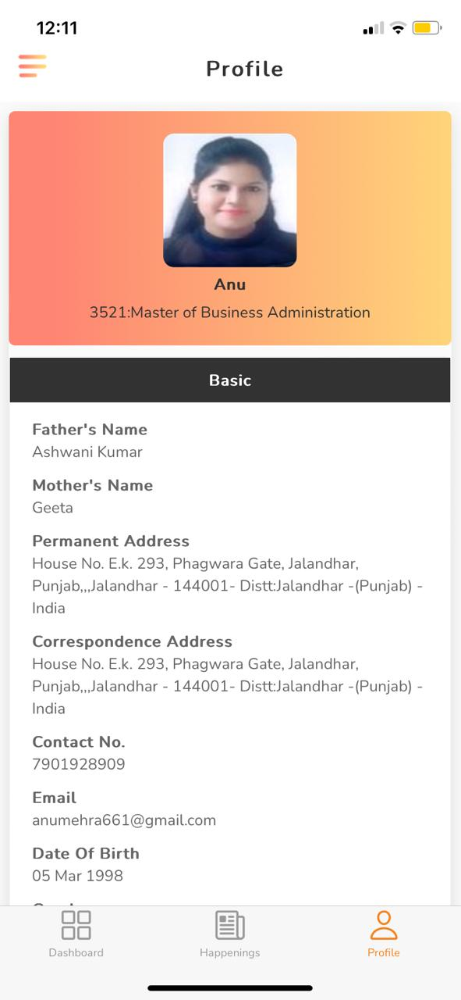 12:11
Profile
Anu
3521:Master of Business Administration
Basic
Father's Name
Ashwani Kumar
Mother's Name
Geeta
Permanent Address
House No. E.k. 293, Phagwara Gate, Jalandhar,
Punjab,,,Jalandhar - 144001- Distt:Jalandhar -(Punjab) -
India
Correspondence Address
House No. E.k. 293, Phagwara Gate, Jalandhar,
Punjab,,,Jalandhar - 144001- Distt:Jalandhar -(Punjab) -
India
Contact No.
7901928909
Email
anumehra661@gmail.com
Date Of Birth
05 Mar 1998
Dashboard
Happenings
Profile